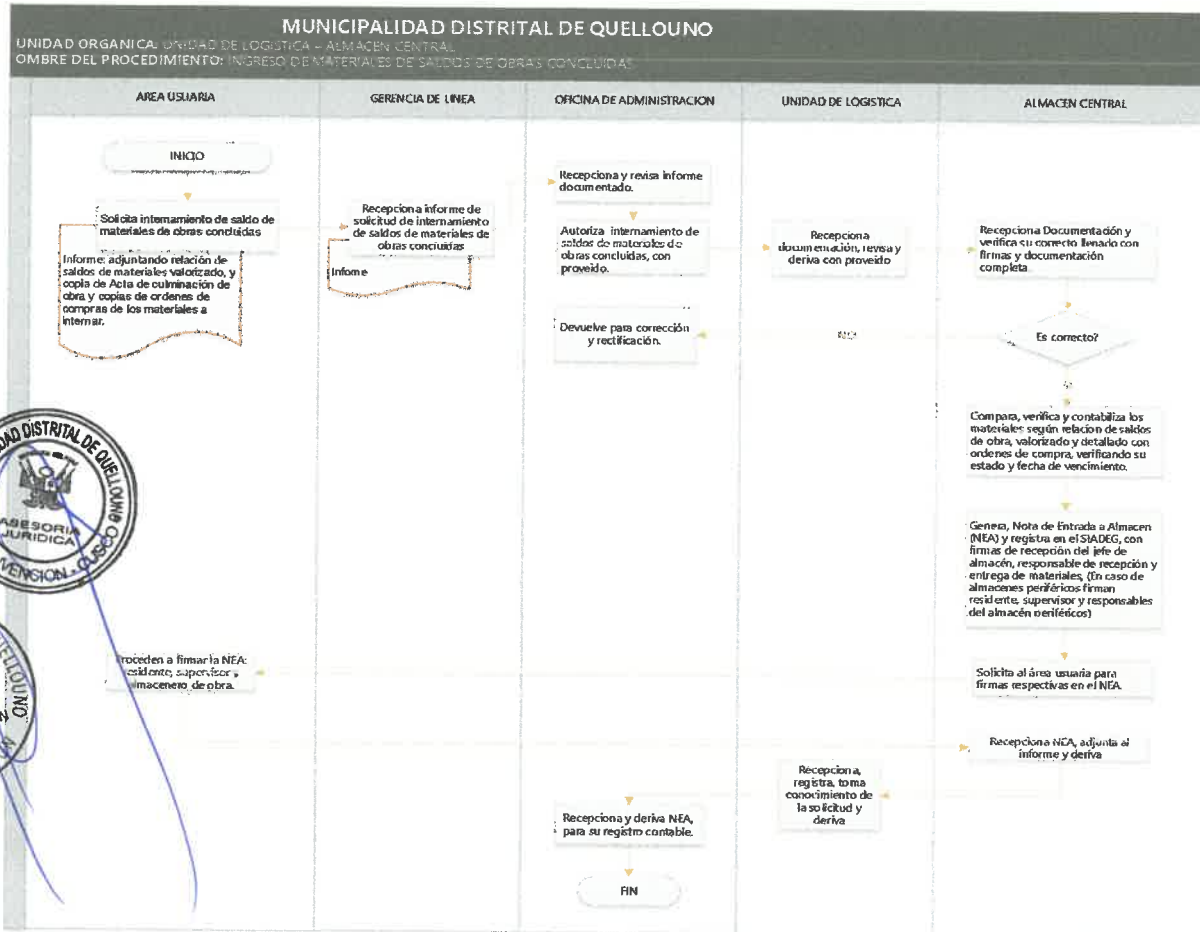 MUNICIPALIDAD DISTRITAL DE QUELLOUNO
UNIDAD ORGANICA: UNIDAD DE LOGISTICA – ALMACEN CENTRAL
OMBRE DEL PROCEDIMIENTO: INGRESO DE MATERIALES DE SALDOS DE OBRAS CONCLUIDAS
AREA USUARIA
GERENCIA DE LINEA
OFICINA DE ADMINISTRACION
UNIDAD DE LOGISTICA
ALMACEN CENTRAL
INICIO
Solicita internamiento de saldo de
materiales de obras concluidas
Informe: adjuntando relación de
saldos de materiales valorizado, y
copia de Acta de culminación de
obra y copias de ordenes de
compras de los materiales a
internar.
Recepciona informe de
solicitud de internamiento
de saldos de materiales de
obras concluidas
Informe
Recepciona y revisa informe
documentado.
Autoriza internamiento de
saldos de materiales de
obras concluidas, con
proveido.
Recepciona
documentación, revisa y
deriva con proveido
Recepciona Documentación y
verifica su correcto llenado con
firmas y documentación
completa
Es correcto?
NO
Devuelve para corrección
y rectificación.
Compara, verifica y contabiliza los
materiales según relacion de saldos
de obra, valorizado y detallado con
ordenes de compra, verificando su
estado y fecha de vencimiento.
Genera, Nota de Entrada a Almacen
(NEA) y registra en el SIADEG, con
firmas de recepción del jefe de
almacén, responsable de recepción y
entrega de materiales, (En caso de
almacenes periféricos firman
residente, supervisor y responsables
del almacén periféricos)
Solicita al área usuaria para
firmas respectivas en el NEA.
Proceden a firmar la NEA:
residente, supervisor y
almacenero de obra.
Recepciona NEA, adjunta al
informe y deriva
Recepciona,
registra, toma
conocimiento de
la solicitud y
deriva
Recepciona y deriva NEA,
para su registro contable.
FIN
DAD DISTRITAL DE QUELLOUNO
ASESORIA
JURIDICA
VENCION - CUSCO
QUELLOUNO